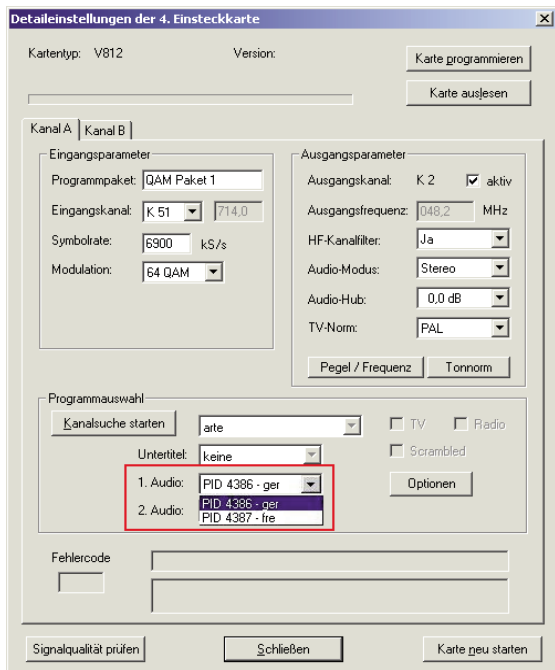 Detaileinstellungen der 4. Einsteckkarte
Kartentyp: V812 Version:
Karte programmieren
Karte auslesen
Kanal A Kanal B
Eingangsparameter
Programmpaket: QAM Paket 1
Eingangskanal: K 51 714,0
Symbolrate: 6900 kS/s
Modulation: 64 QAM
Ausgangsparameter
Ausgangskanal: K 2 aktiv
Ausgangsfrequenz: 048,2 MHz
HF-Kanalfilter: Ja
Audio-Modus: Stereo
Audio-Hub: 0,0 dB
TV-Norm: PAL
Pegel / Frequenz Tonnorm
Programmauswahl
Kanalsuche starten arte TV Radio
Untertitel: keine Scrambled
1. Audio: PID 4386 - ger Optionen
PID 4386 - ger
2. Audio: PID 4387 - fre
Fehlercode
Signalqualität prüfen Schließen Karte neu starten